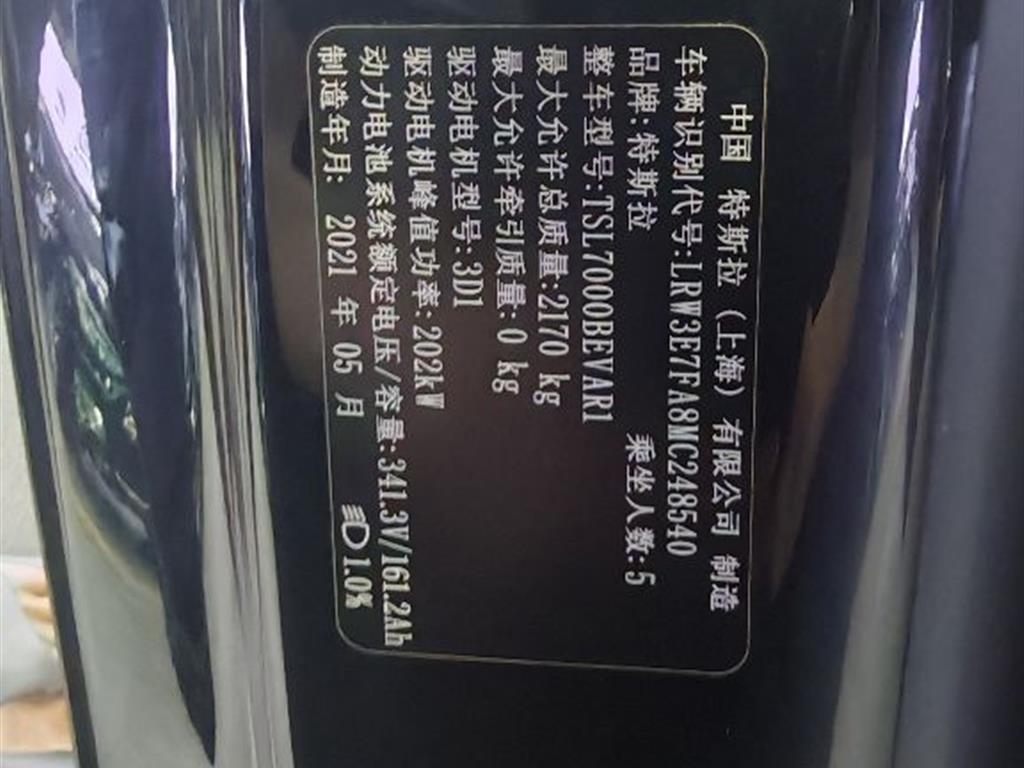 中国 特斯拉（上海）有限公司 制造
车辆识别代号:LRW3E7FA8MC248540
品牌:特斯拉 乘坐人数:5
整车型号:TSL7000BEVAR1
最大允许总质量:2170 kg
最大允许牵引质量: 0 kg
驱动电机型号:3D1
驱动电机峰值功率:202kW
动力电池系统额定电压/容量:341.3V/161.2Ah
制造年月: 2021 年 05 月 1.0%